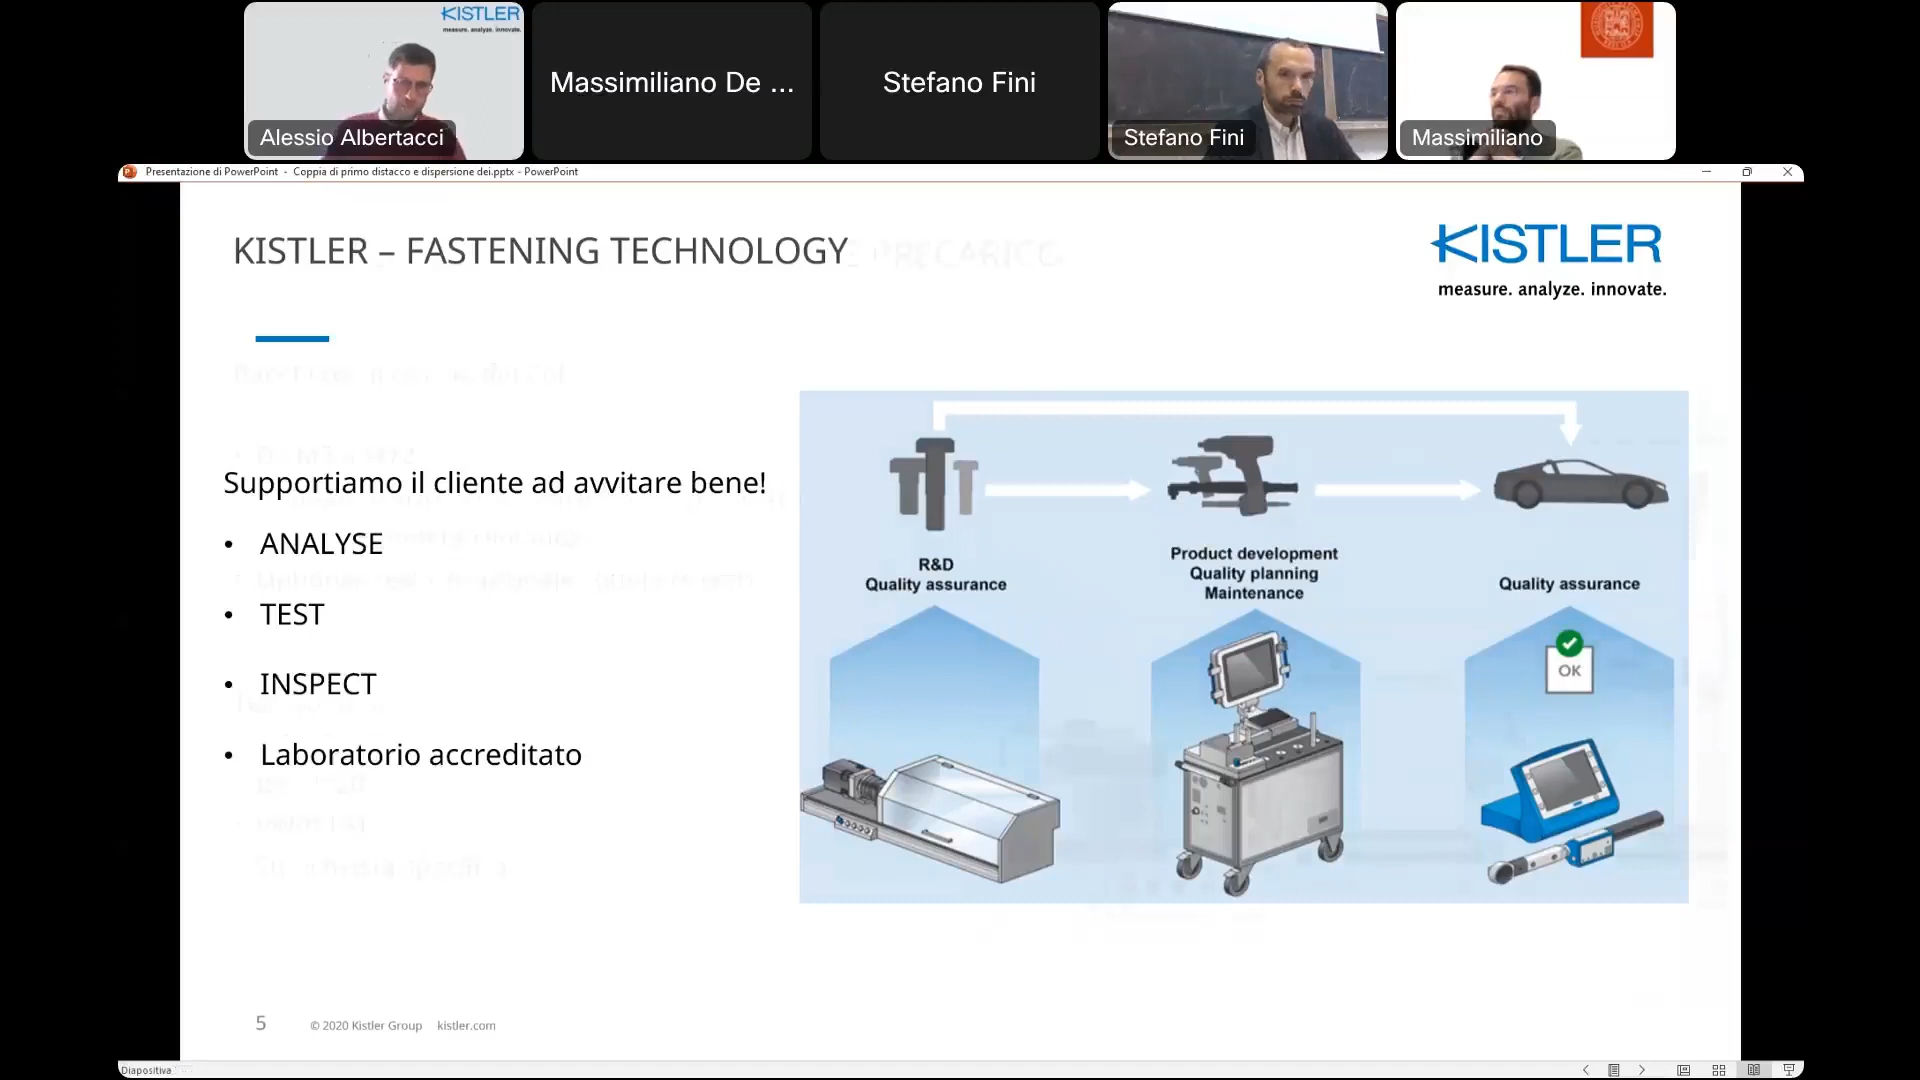 KISTLER
measure. analyze. innovate.
Alessio Albertacci
Massimiliano De ...
Stefano Fini
Stefano Fini
Massimiliano
Presentazione di PowerPoint - Coppia di primo distacco e dispersione dei.pptx - PowerPoint
KISTLER – FASTENING TECHNOLOGY
KISTLER
measure. analyze. innovate.
Supportiamo il cliente ad avvitare bene!
• ANALYSE
• TEST
• INSPECT
• Laboratorio accreditato
R&D
Quality assurance
Product development
Quality planning
Maintenance
Quality assurance
OK
5
© 2020 Kistler Group kistler.com
Diapositiva